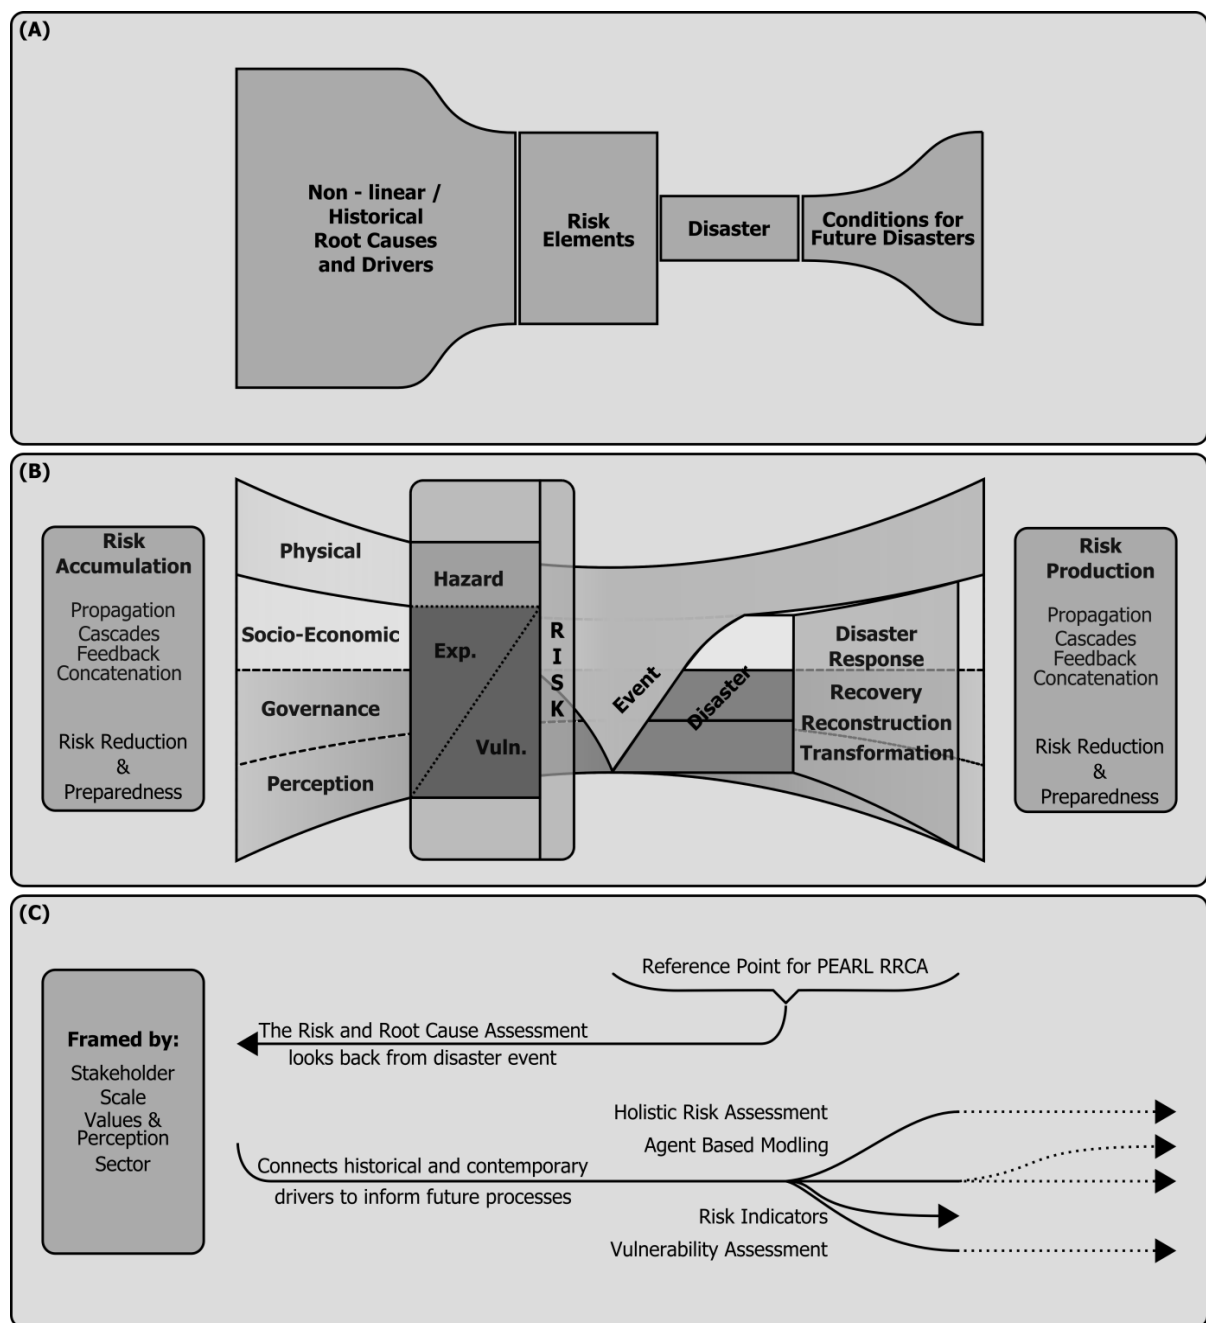 (A)
Non - linear /
Historical
Root Causes
and Drivers
Risk
Elements
Disaster
Conditions for
Future Disasters
(B)
Risk
Accumulation
Propagation
Cascades
Feedback
Concatenation
Risk Reduction
&
Preparedness
Physical
Socio-Economic
Governance
Perception
Hazard
Exp.
Vuln.
R
I
S
K
Event
Disaster
Disaster
Response
Recovery
Reconstruction
Transformation
Risk
Production
Propagation
Cascades
Feedback
Concatenation
Risk Reduction
&
Preparedness
(C)
Framed by:
Stakeholder
Scale
Values &
Perception
Sector
Reference Point for PEARL RRCA
The Risk and Root Cause Assessment
looks back from disaster event
Connects historical and contemporary
drivers to inform future processes
Holistic Risk Assessment
Agent Based Modling
Risk Indicators
Vulnerability Assessment